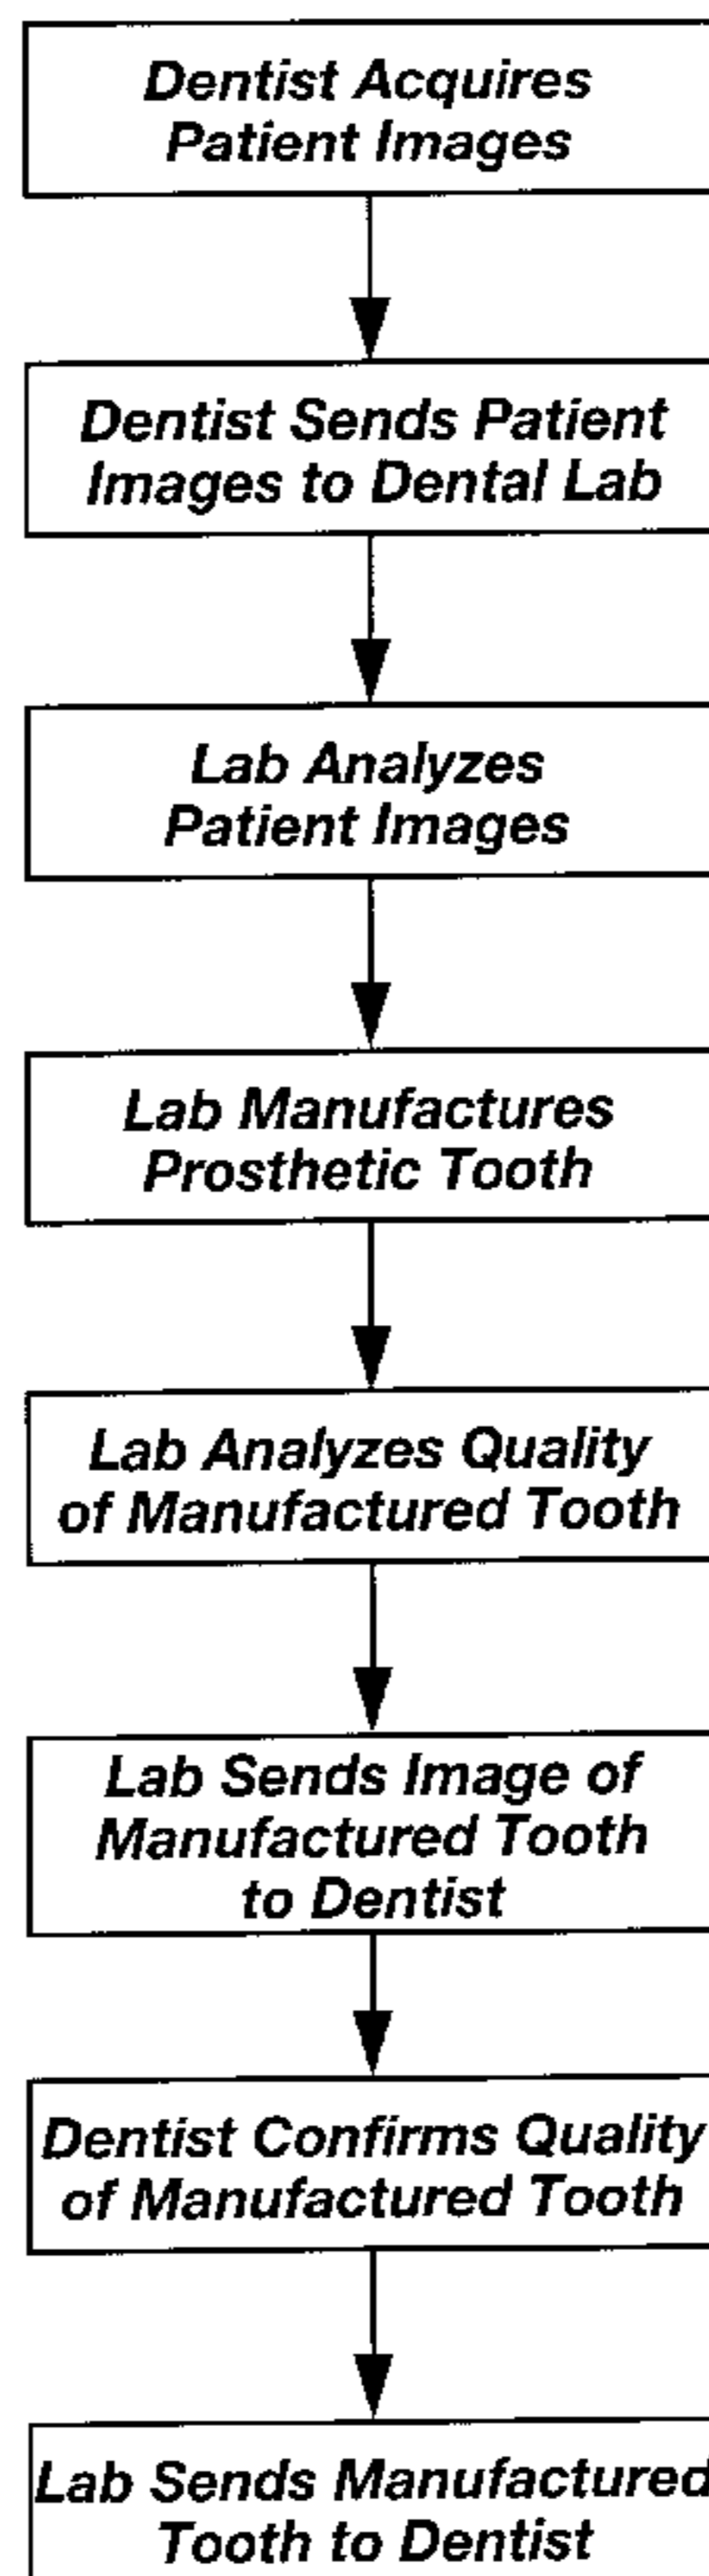 Dentist Acquires
Patient Images
Dentist Sends Patient
Images to Dental Lab
Lab Analyzes
Patient Images
Lab Manufactures
Prosthetic Tooth
Lab Analyzes Quality
of Manufactured Tooth
Lab Sends Image of
Manufactured Tooth
to Dentist
Dentist Confirms Quality
of Manufactured Tooth
Lab Sends Manufactured
Tooth to Dentist